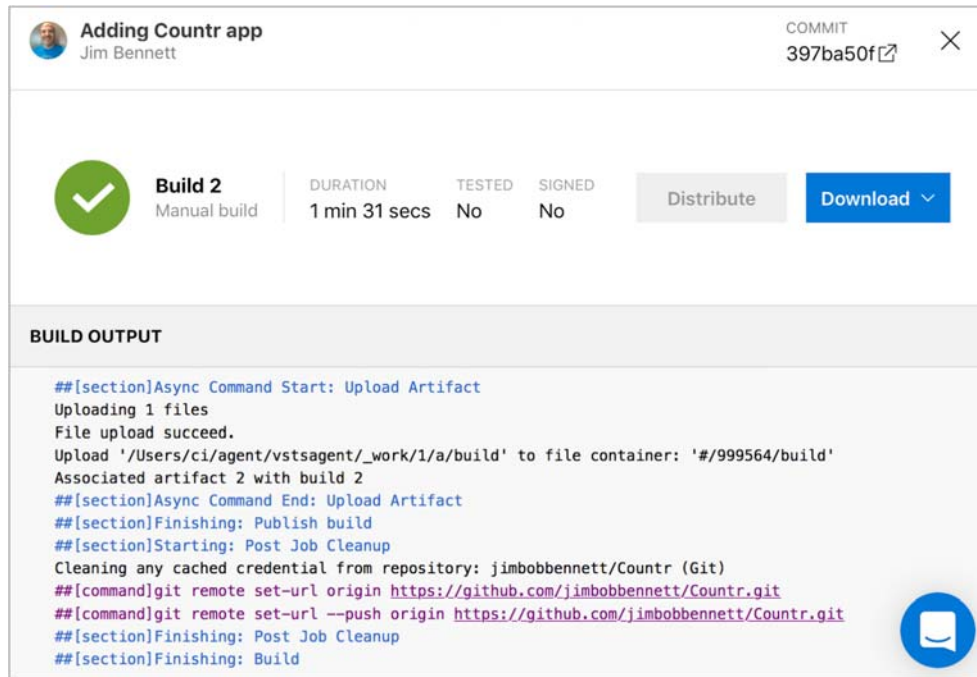 Adding Countr app
Jim Bennett
COMMIT
397ba50f
Build 2
Manual build
DURATION
1 min 31 secs
TESTED
No
SIGNED
No
Distribute
Download
BUILD OUTPUT
##[section]Async Command Start: Upload Artifact
Uploading 1 files
File upload succeed.
Upload '/Users/ci/agent/vstsagent/_work/1/a/build' to file container: '#/999564/build'
Associated artifact 2 with build 2
##[section]Async Command End: Upload Artifact
##[section]Finishing: Publish build
##[section]Starting: Post Job Cleanup
Cleaning any cached credential from repository: jimbobbennett/Countr (Git)
##[command]git remote set-url origin https://github.com/jimbobbennett/Countr.git
##[command]git remote set-url --push origin https://github.com/jimbobbennett/Countr.git
##[section]Finishing: Post Job Cleanup
##[section]Finishing: Build